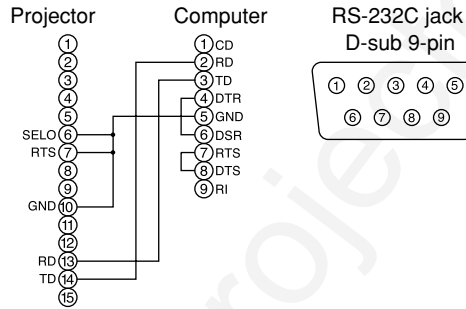 Projector
① 
②
③
④
⑤
SELO ⑥
RTS ⑦
⑧
⑨
GND ⑩
⑪
⑫
RD ⑬
TD ⑭
⑮
Computer
① CD
② RD
③ TD
④ DTR
⑤ GND
⑥ DSR
⑦ RTS
⑧ DTS
⑨ RI
RS-232C jack
D-sub 9-pin
① ② ③ ④ ⑤
⑥ ⑦ ⑧ ⑨